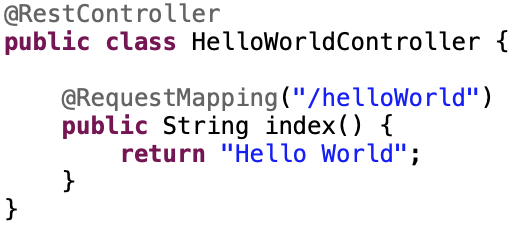 @RestController
public class HelloWorldController {
    @RequestMapping("/helloWorld")
    public String index() {
        return "Hello World";
    }
}